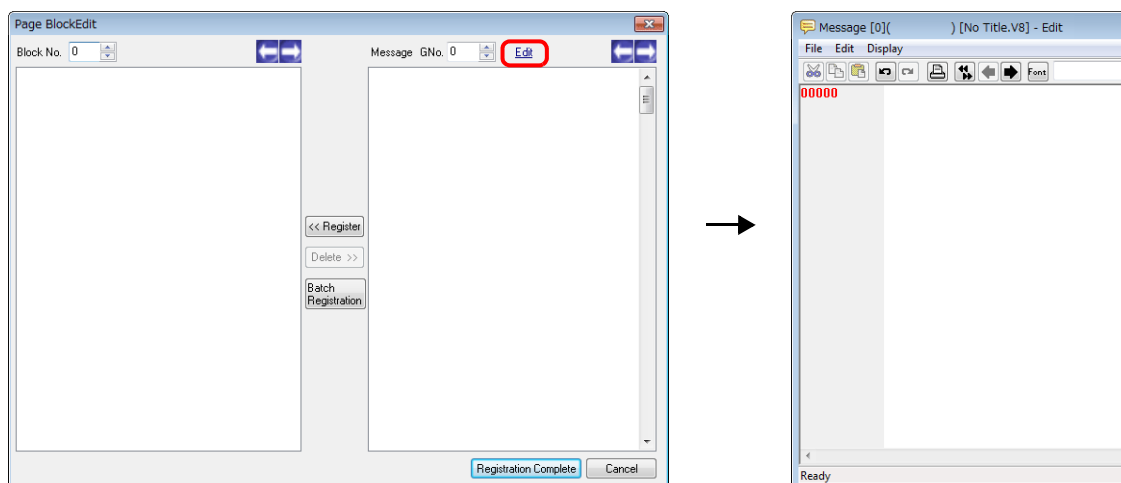 Page BlockEdit
Block No. 0
Message GNo. 0 Edit
<< Register
Delete >>
Batch
Registration
Registration Complete Cancel
Message [0]( ) [No Title.V8] - Edit
File Edit Display
Font
00000
Ready